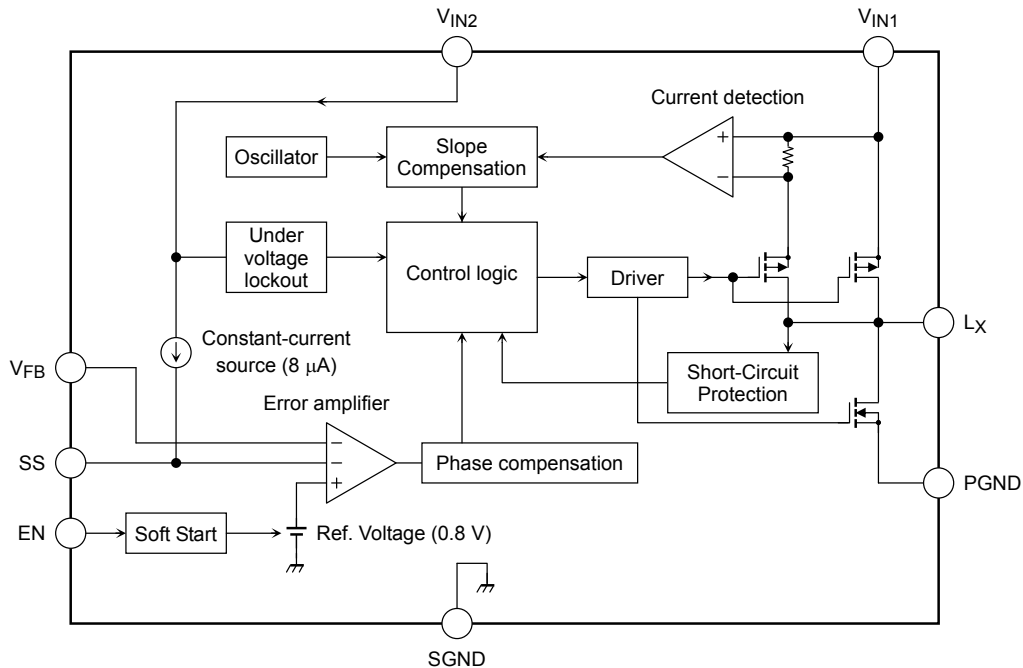 VIN2
VIN1
Current detection
Oscillator
Slope
Compensation
+
−
Under
voltage
lockout
Control logic
Driver
LX
Constant-current
source (8 μA)
Short-Circuit
Protection
VFB
Error amplifier
−
−
+
SS
Phase compensation
PGND
EN
Soft Start
Ref. Voltage (0.8 V)
SGND